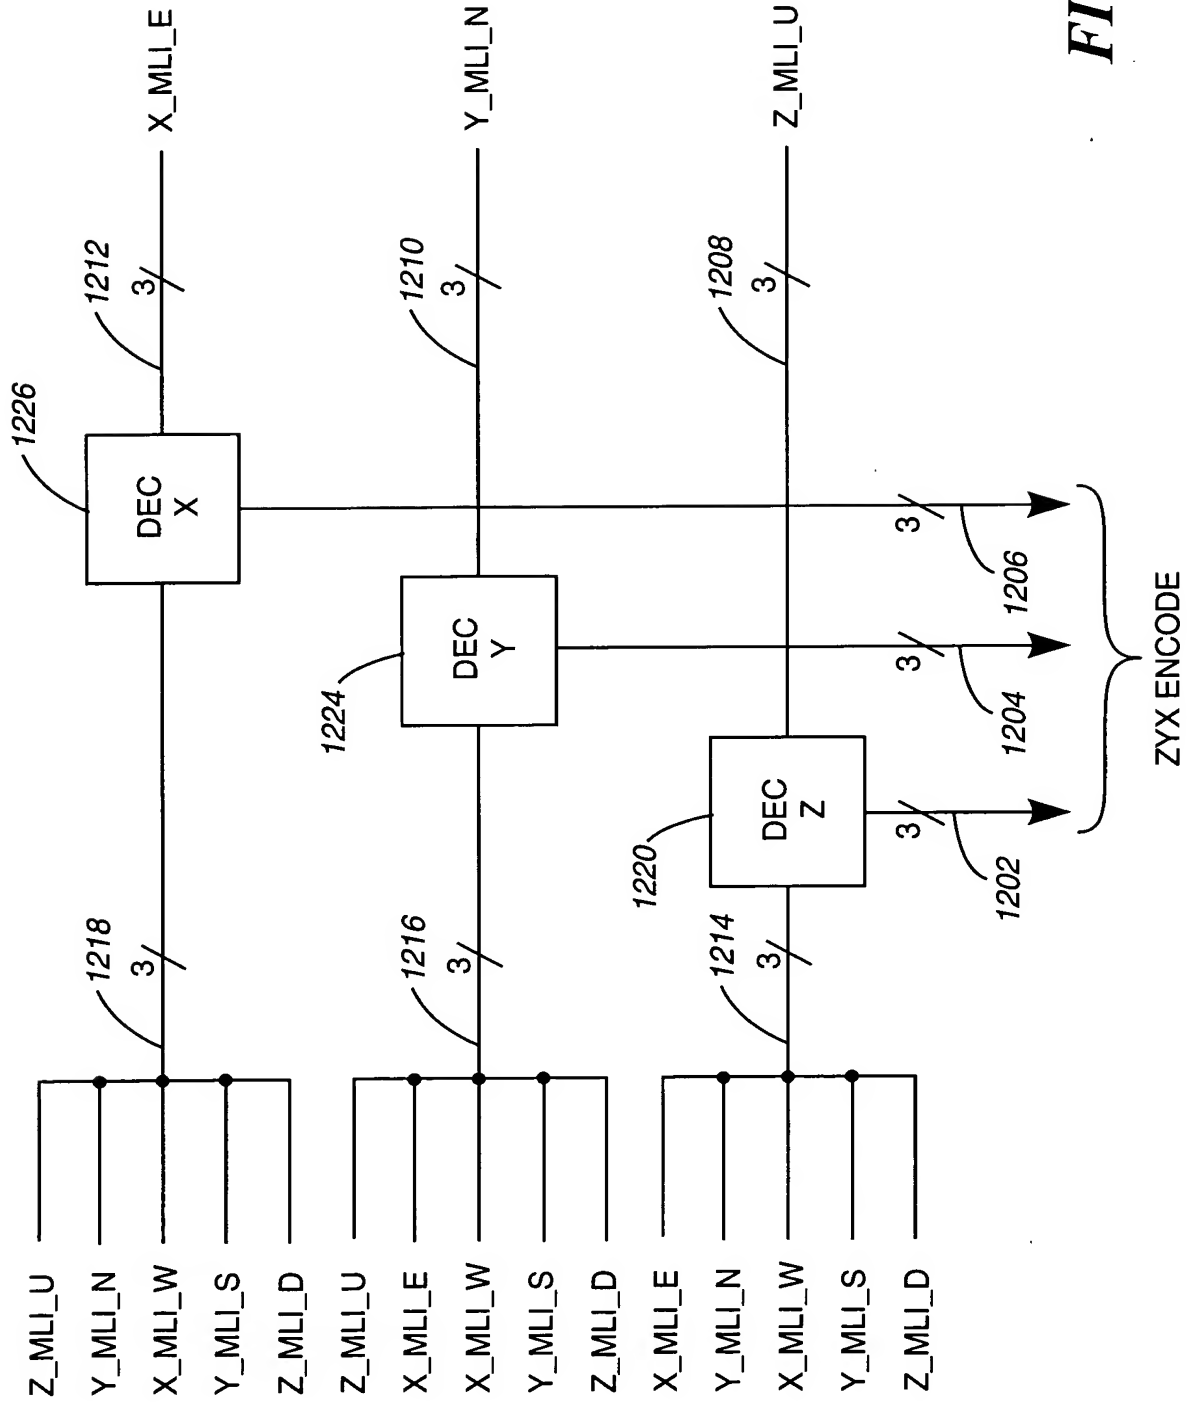 Z_MLI_U
Y_MLI_N
X_MLI_W
Y_MLI_S
Z_MLI_D
1218
3
DEC
X
1226
1212
3
X_MLI_E
Z_MLI_U
X_MLI_E
X_MLI_W
Y_MLI_S
Z_MLI_D
1216
3
DEC
Y
1224
1210
3
Y_MLI_N
X_MLI_E
Y_MLI_N
X_MLI_W
Y_MLI_S
Z_MLI_D
1214
3
DEC
Z
1220
1208
3
Z_MLI_U
3
1202
3
1204
3
1206
ZYX ENCODE
FI